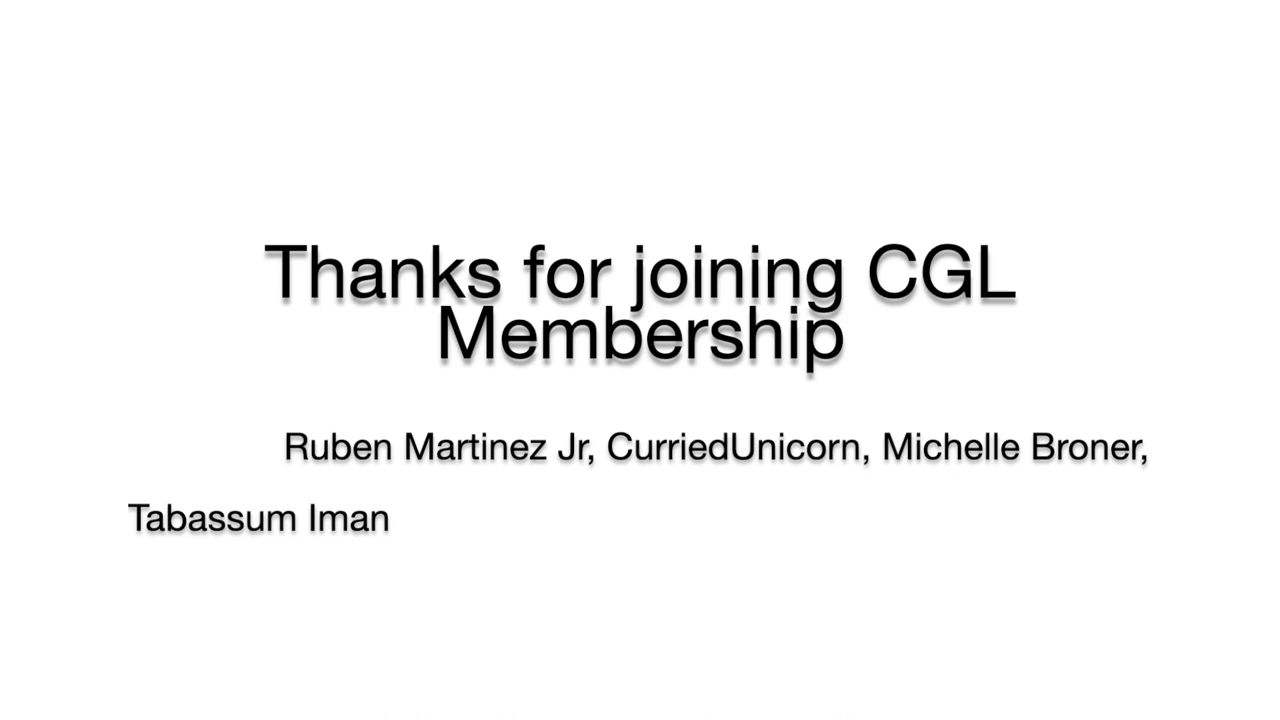 Thanks for joining CGL
Membership
Ruben Martinez Jr, CurriedUnicorn, Michelle Broner,
Tabassum Iman